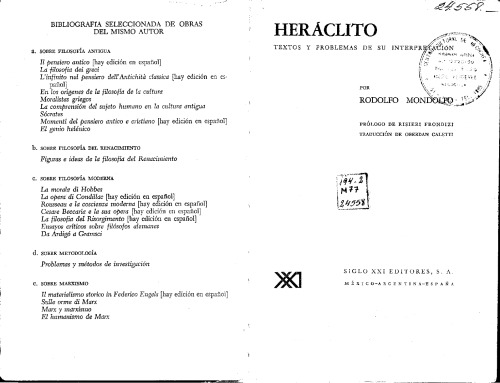 BIBLIOGRAFÍA SELECCIONADA DE OBRAS
DEL MISMO AUTOR
a. SOBRE FILOSOFÍA ANTIGUA
Il pensiero antico [hay edición en español]
La filosofia dei greci
L'infinito nel pensiero dell'Antichità classica [hay edición en es-
pañol]
En los orígenes de la filosofía de la cultura
Moralistas griegos
La comprensión del sujeto humano en la cultura antigua
Sócrates
Momenti del pensiero antico e cristiano [hay edición en español]
El genio helénico
b. SOBRE FILOSOFÍA DEL RENACIMIENTO
Figuras e ideas de la filosofía del Renacimiento
c. SOBRE FILOSOFÍA MODERNA
La morale di Hobbes
La opera di Condillac [hay edición en español]
Rousseau e la coscienza moderna [hay edición en español]
Cesare Beccaria e la sua opera [hay edición en español]
La filosofia del Risorgimento [hay edición en español]
Ensayos críticos sobre filósofos alemanes
Da Ardigò a Gramsci
d. SOBRE METODOLOGÍA
Problemas y métodos de investigación
e. SOBRE MARXISMO
Il materialismo storico in Federico Engels [hay edición en español]
Sulle orme di Marx
Marx y marxismo
El humanismo de Marx
24558
HERÁCLITO
TEXTOS Y PROBLEMAS DE SU INTERPRETACIÓN
POR
RODOLFO MONDOLFO
PRÓLOGO DE RISIERI FRONDIZI
TRADUCCIÓN DE OBERDAN CALETTI
194.2
M77
24558
SIGLO XXI EDITORES, S. A.
MÉXICO-ARGENTINA-ESPAÑA